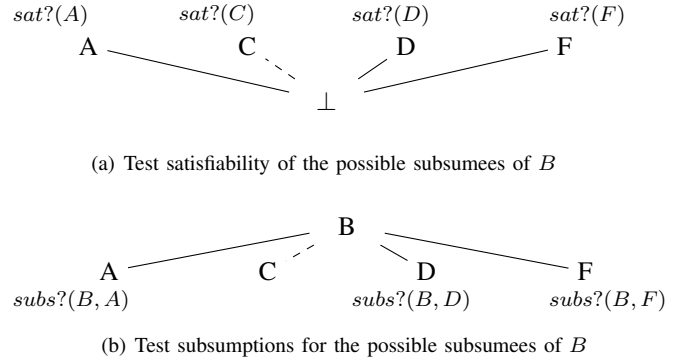 sat?(A) sat?(C) sat?(D) sat?(F)
A C D F
⊥
(a) Test satisfiability of the possible subsumees of B
B
A C D F
subs?(B, A) subs?(B, D) subs?(B, F)
(b) Test subsumptions for the possible subsumees of B